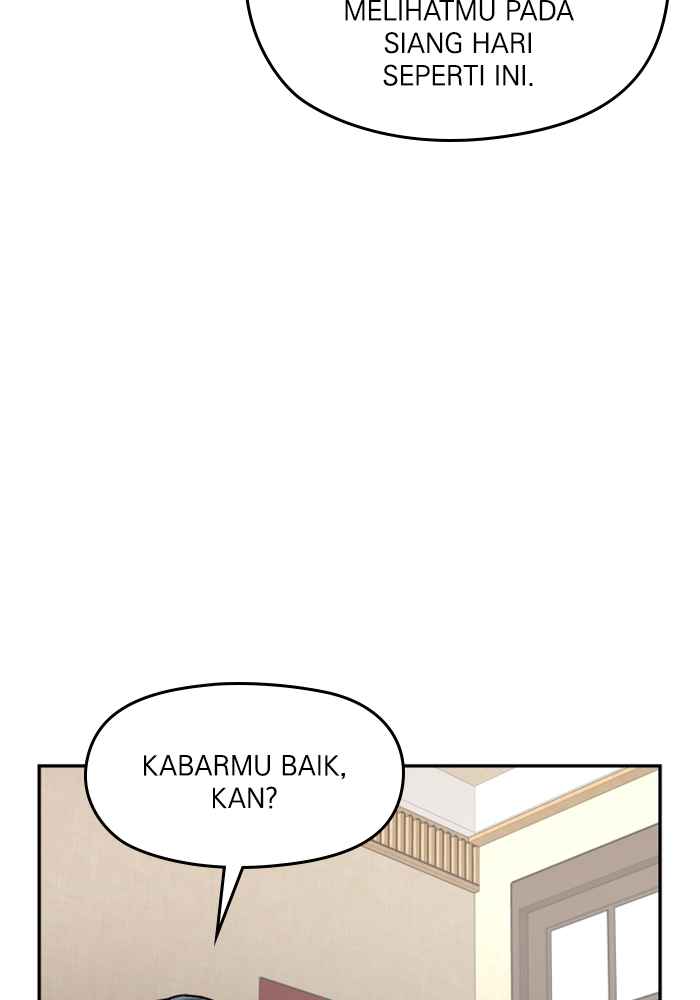 MELIHATMU PADA
SIANG HARI
SEPERTI INI.
KABARMU BAIK,
KAN?